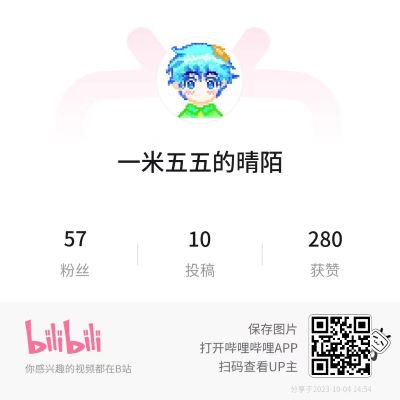 一米五五的晴陌
57 10 280
粉丝 投稿 获赞
bilibili
你感兴趣的视频都在B站
保存图片
打开哔哩哔哩APP
扫码查看UP主
分享于2023-10-04 14:54